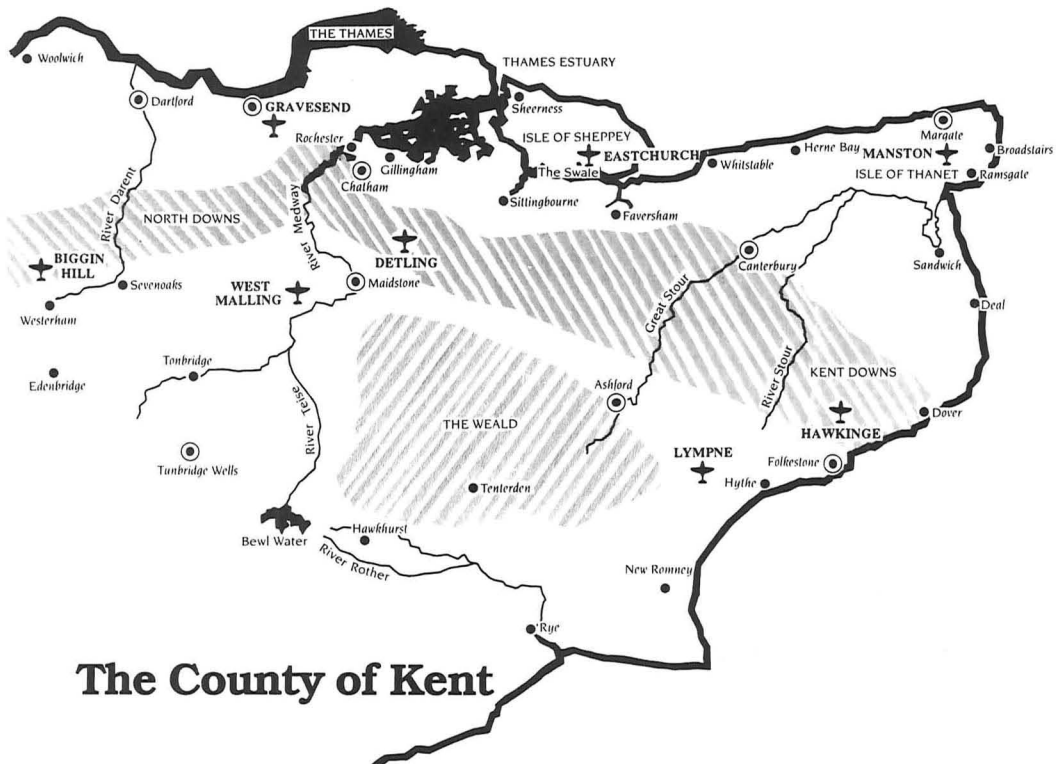 THE THAMES
Woolwich
THAMES ESTUARY
Dartford
GRAVESEND
Sheerness
Rochester
ISLE OF SHEPPEY
Margate
Gillingham
EASTCHURCH
Herne Bay
MANSTON
Broadstairs
Chatham
The Swale
Whitstable
ISLE OF THANET
Ramsgate
River Darent
Sittingbourne
NORTH DOWNS
Faversham
River Medway
BIGGIN
HILL
DETLING
Canterbury
Sandwich
Sevenoaks
WEST
MALLING
Maidstone
Westerham
Great Stour
Deal
Tonbridge
Edenbridge
River Stour
KENT DOWNS
Ashford
River Teise
THE WEALD
Dover
HAWKINGE
LYMPNE
Tunbridge Wells
Folkestone
Hythe
Tenterden
Bewl Water
Hawkhurst
River Rother
New Romney
Rye
The County of Kent